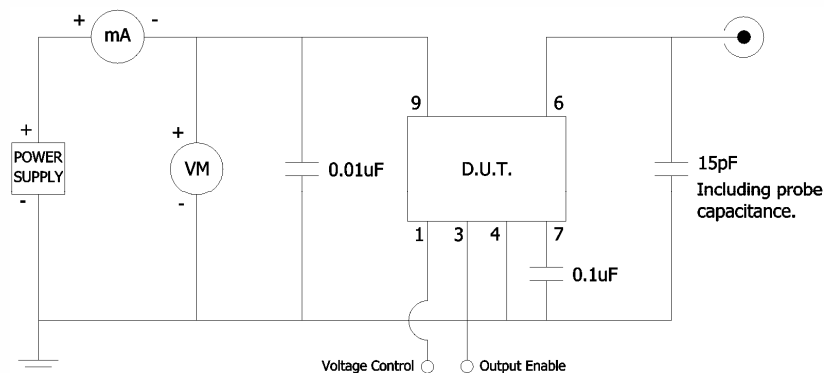 + mA -
9 6
+
POWER
SUPPLY
-
+
VM
-
0.01uF
D.U.T.
15pF
Including probe
capacitance.
1 3 4 7
0.1uF
Voltage Control
Output Enable